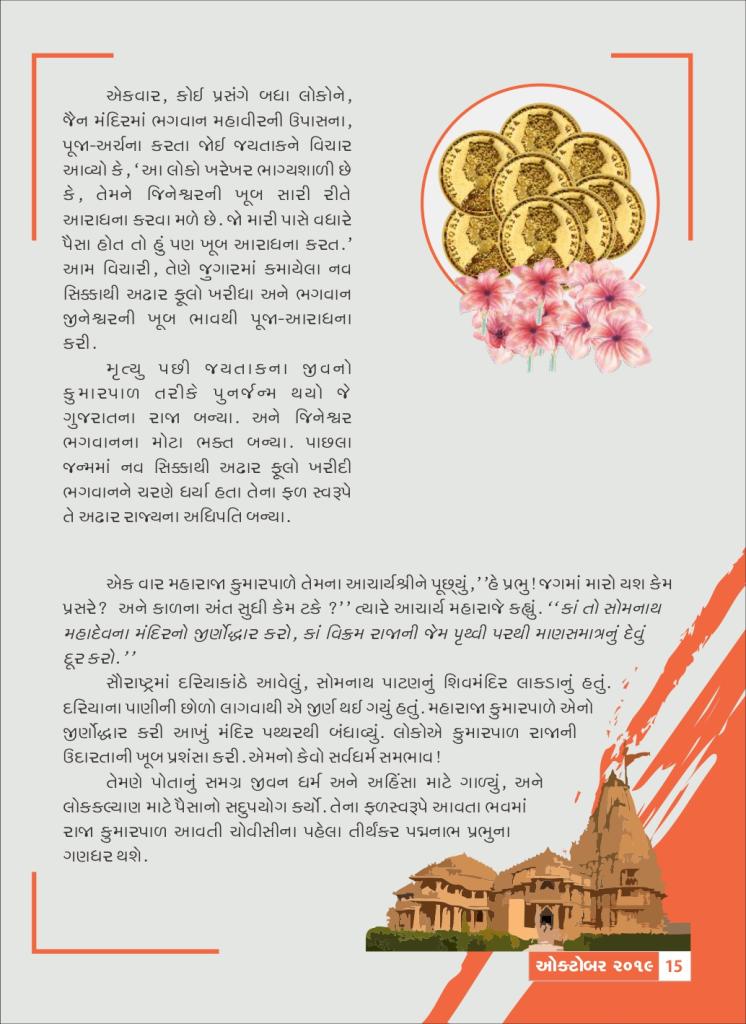 એકવાર, કોઈ પ્રસંગે બધા લોકોને,
જૈન મંદિરમાં ભગવાન મહાવીરની ઉપાસના,
પૂજા-અર્ચના કરતા જોઈ જયતાકને વિચાર
આવ્યો કે, ‘આ લોકો ખરેખર ભાગ્યશાળી છે
કે, તેમને જિનેશ્વરની ખૂબ સારી રીતે
આરાધના કરવા મળે છે. જો મારી પાસે વધારે
પૈસા હોત તો હું પણ ખૂબ આરાધના કરત.’
આમ વિચારી, તેણે જુગારમાં કમાયેલા નવ
સિક્કાથી અઢાર ફૂલો ખરીધા અને ભગવાન
જીનેશ્વરની ખૂબ ભાવથી પૂજા-આરાધના
કરી.
મૃત્યુ પછી જયતાકના જીવનો
કુમારપાળ તરીકે પુનર્જન્મ થયો જે
ગુજરાતના રાજા બન્યા. અને જિનેશ્વર
ભગવાનના મોટા ભક્ત બન્યા. પાછલા
જન્મમાં નવ સિક્કાથી અઢાર ફૂલો ખરીદી
ભગવાનને ચરણે ધર્યા હતા તેના ફળ સ્વરૂપે
તે અઢાર રાજ્યના અધિપતિ બન્યા.
એક વાર મહારાજા કુમારપાળે તેમના આચાર્યશ્રીને પૂછ્યું,’’હે પ્રભુ! જગમાં મારો યશ કેમ
પ્રસરે? અને કાળના અંત સુધી કેમ ટકે ?’’ ત્યારે આચાર્ય મહારાજે કહ્યું. ‘‘કાં તો સોમનાથ
મહાદેવના મંદિરનો જીર્ણોદ્ધાર કરો, કાં વિક્રમ રાજાની જેમ પૃથ્વી પરથી માણસમાત્રનું દેવું
દૂર કરો.’’
સૌરાષ્ટ્રમાં દરિયાકાંઠે આવેલું, સોમનાથ પાટણનું શિવમંદિર લાકડાનું હતું.
દરિયાના પાણીની છોળો લાગવાથી એ જીર્ણ થઈ ગયું હતું. મહારાજા કુમારપાળે એનો
જીર્ણોદ્ધાર કરી આખું મંદિર પથ્થરથી બંધાવ્યું. લોકોએ કુમારપાળ રાજાની
ઉદારતાની ખૂબ પ્રશંસા કરી. એમનો કેવો સર્વધર્મ સમભાવ!
તેમણે પોતાનું સમગ્ર જીવન ધર્મ અને અહિંસા માટે ગાળ્યું, અને
લોકકલ્યાણ માટે પૈસાનો સદુપયોગ કર્યો. તેના ફળસ્વરૂપે આવતા ભવમાં
રાજા કુમારપાળ આવતી ચોવીસીના પહેલા તીર્થંકર પદ્મનાભ પ્રભુના
ગણધર થશે.
ઓક્ટોબર ૨૦૧૯ 15